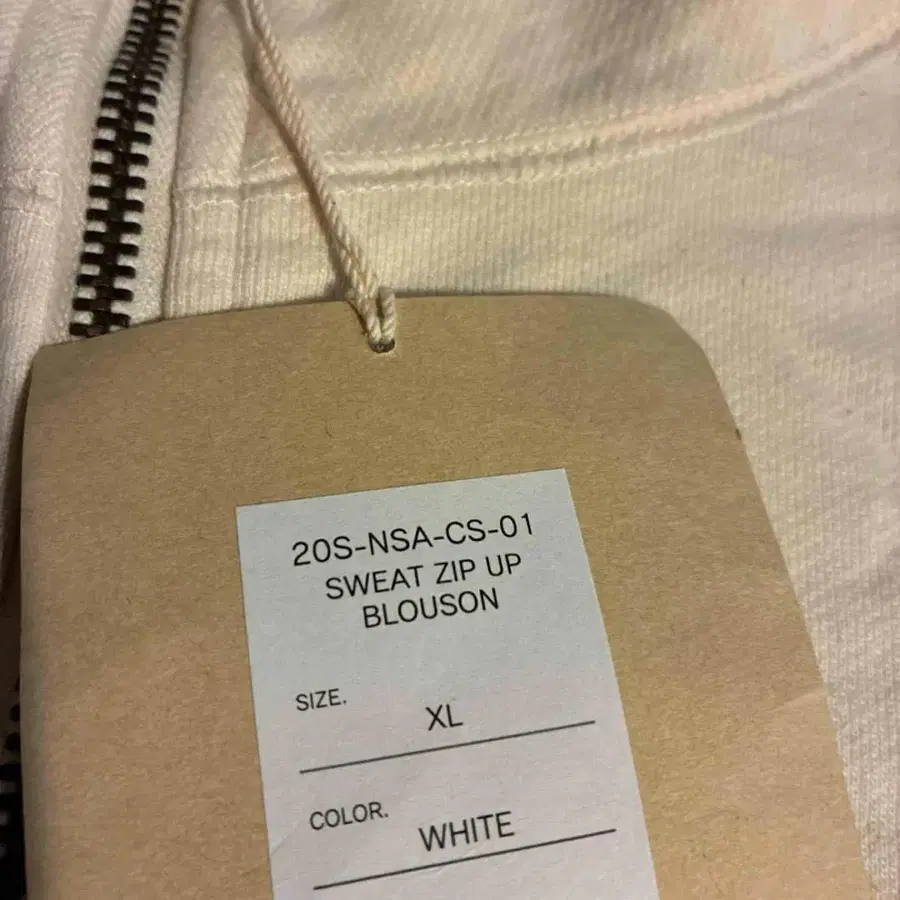 20S-NSA-CS-01
SWEAT ZIP UP
BLOUSON
SIZE.
XL
COLOR.
WHITE